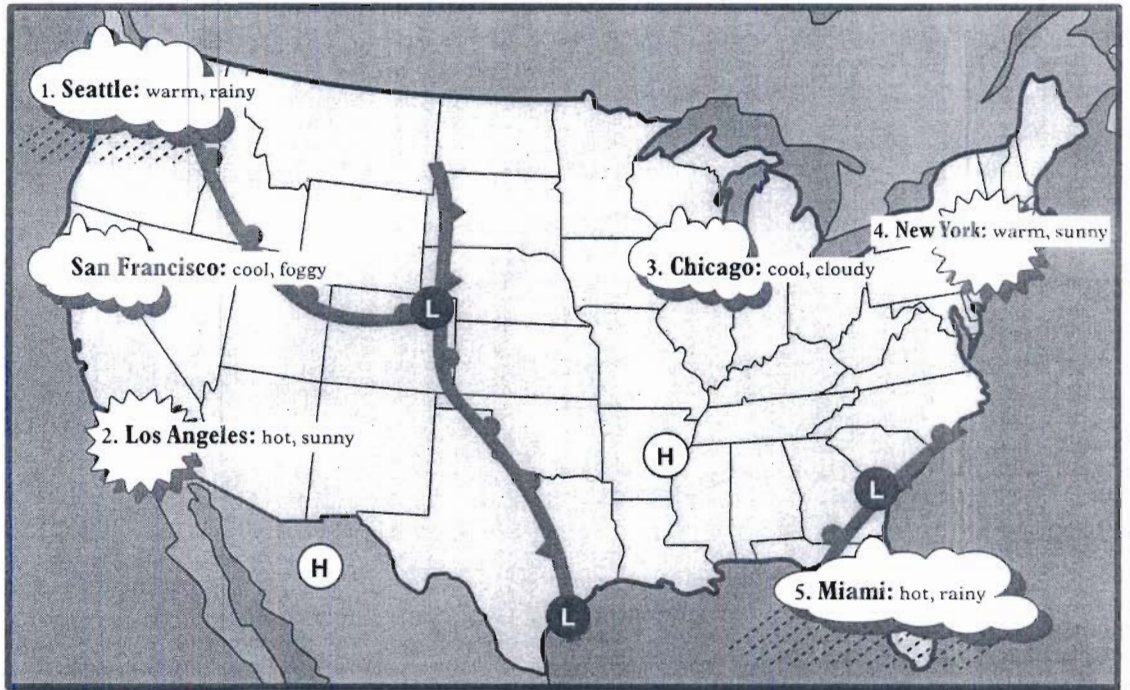 1. Seattle: warm, rainy
4. New York: warm, sunny
San Francisco: cool, foggy
3. Chicago: cool, cloudy
L
2. Los Angeles: hot, sunny
H
L
H
5. Miami: hot, rainy
L